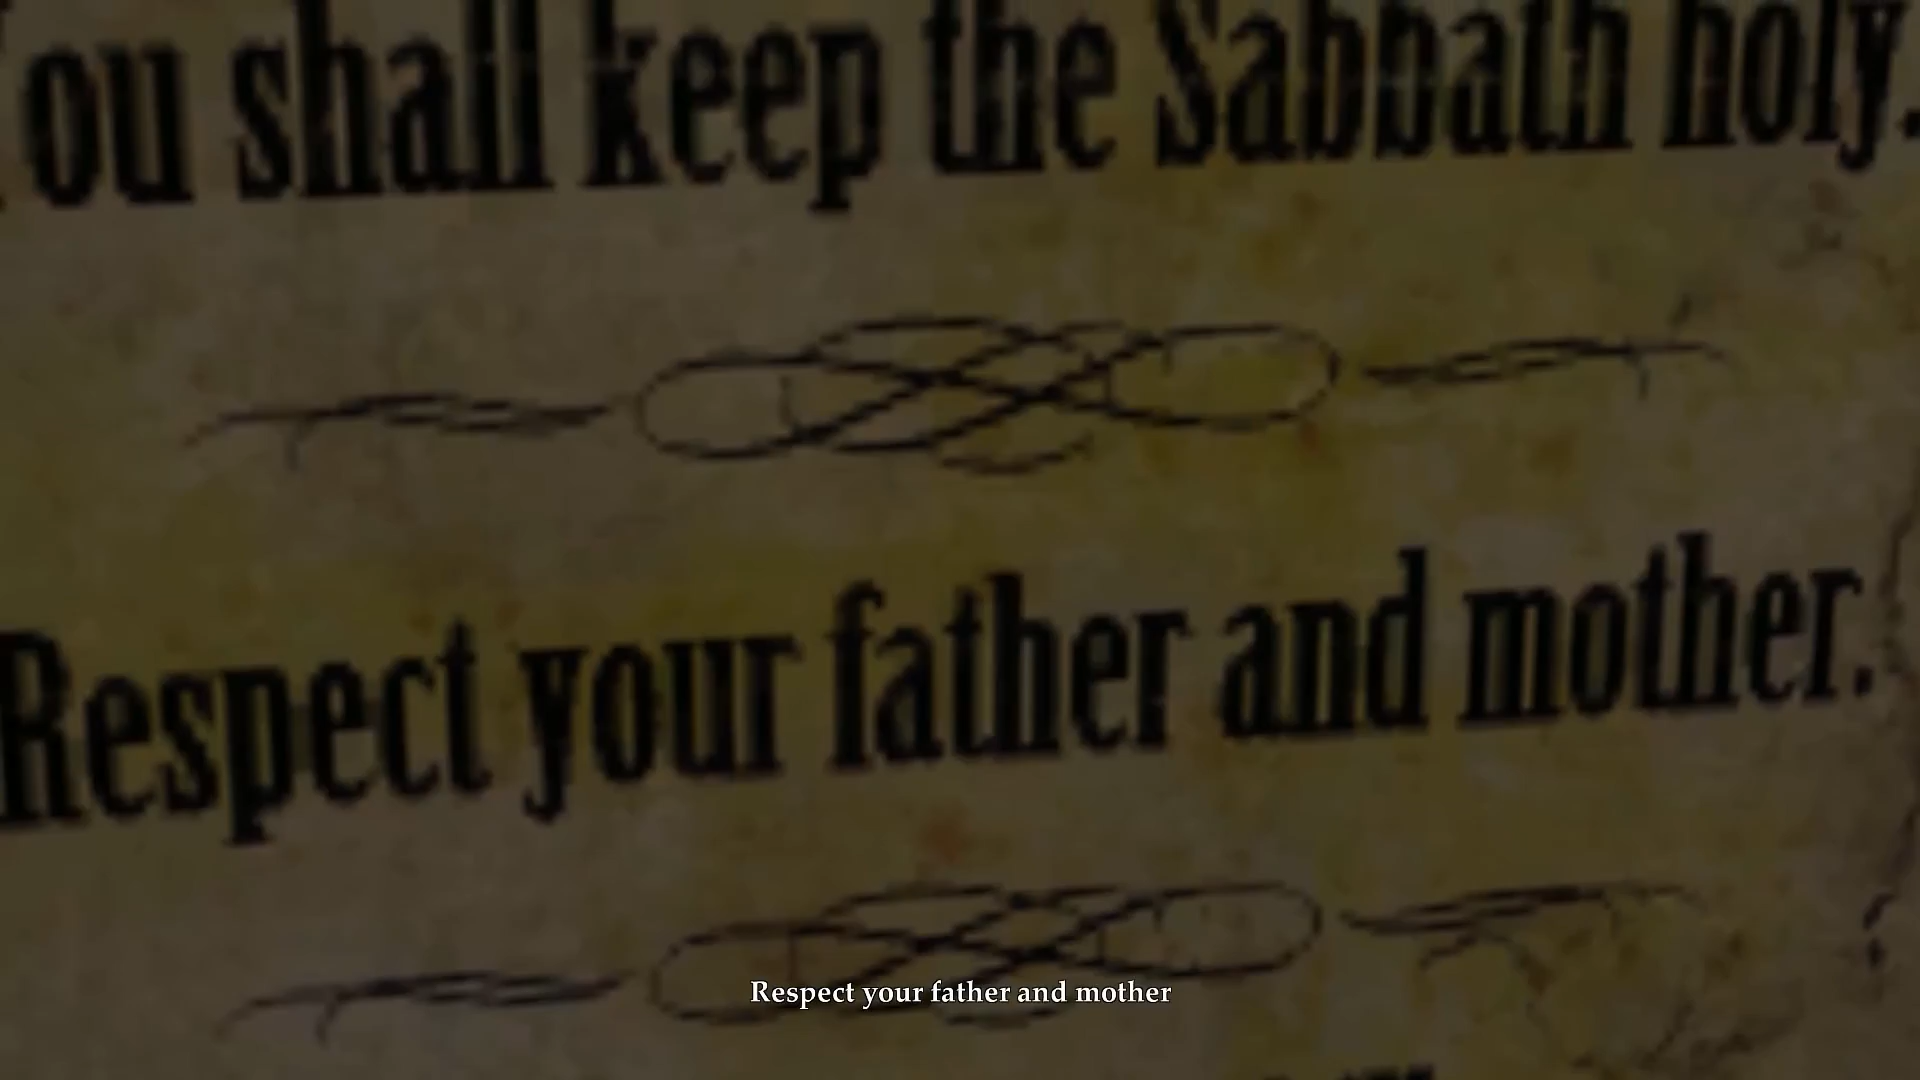 ou shall keep the Sabbath holy.
Respect your father and mother.
Respect your father and mother